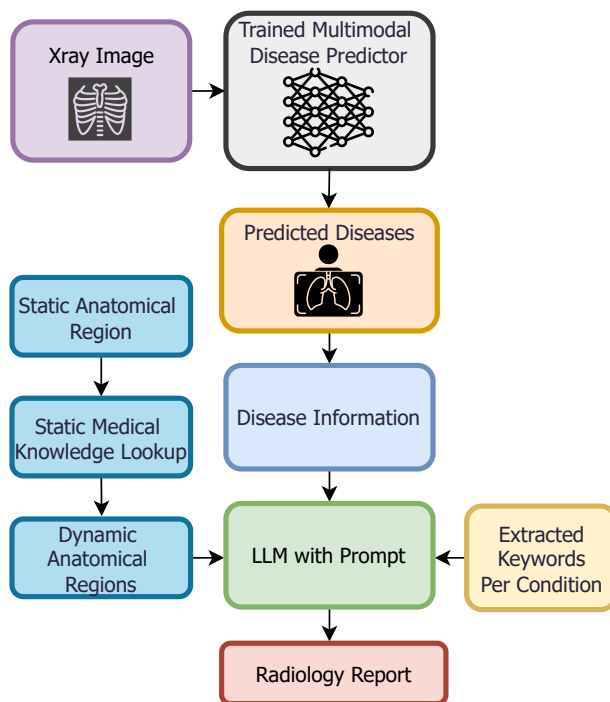 Xray Image
Trained Multimodal
Disease Predictor
Predicted Diseases
Static Anatomical
Region
Disease Information
Static Medical
Knowledge Lookup
Dynamic
Anatomical
Regions
LLM with Prompt
Extracted
Keywords
Per Condition
Radiology Report